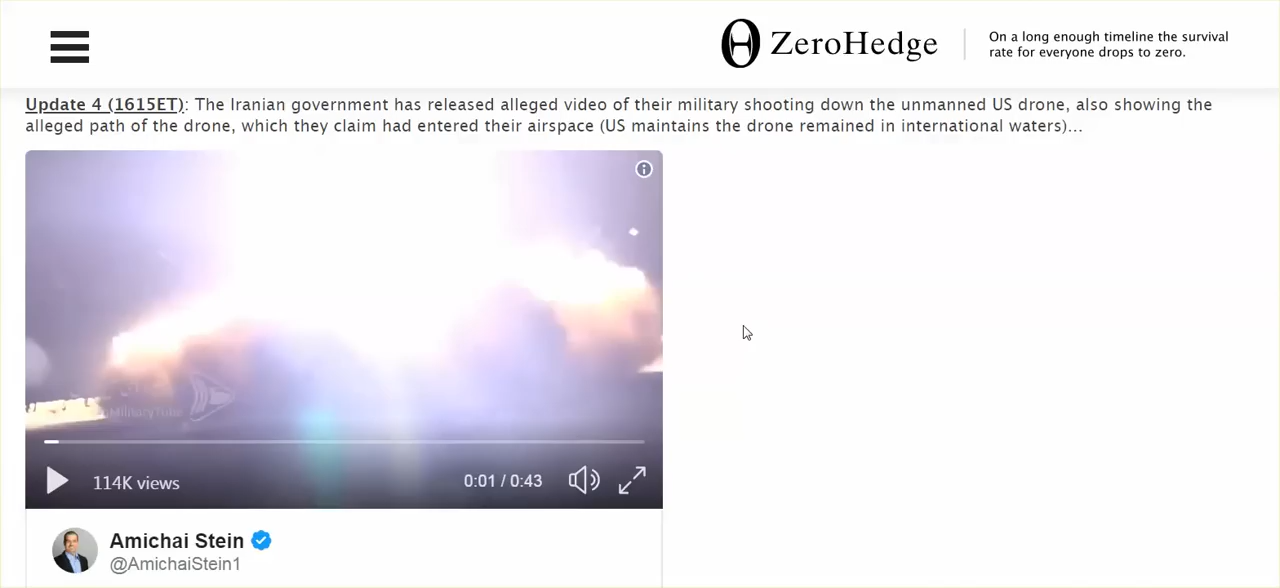 ZeroHedge
On a long enough timeline the survival
rate for everyone drops to zero.
Update 4 (1615ET): The Iranian government has released alleged video of their military shooting down the unmanned US drone, also showing the
alleged path of the drone, which they claim had entered their airspace (US maintains the drone remained in international waters)...
MilitaryTube
114K views
0:01 / 0:43
Amichai Stein
@AmichaiStein1